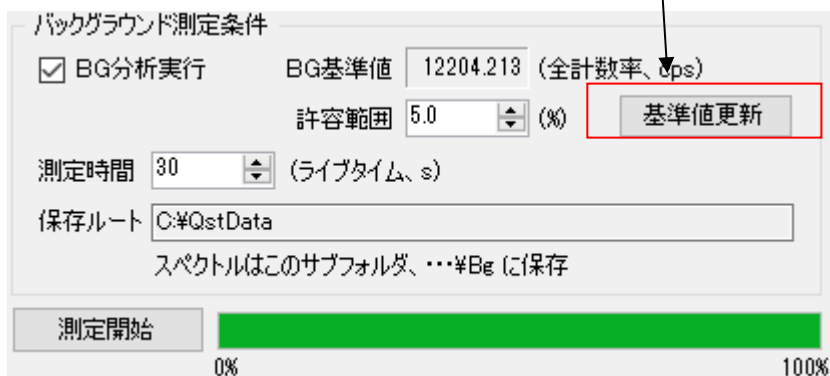 バックグラウンド測定条件
BG分析実行 BG基準値 12204.213 (全計数率、cps)
許容範囲 5.0 (%) 基準値更新
測定時間 30 (ライブタイム、s)
保存ルート C:¥QstData
スペクトルはこのサブフォルダ、・・・¥Bg に保存
測定開始
0% 100%